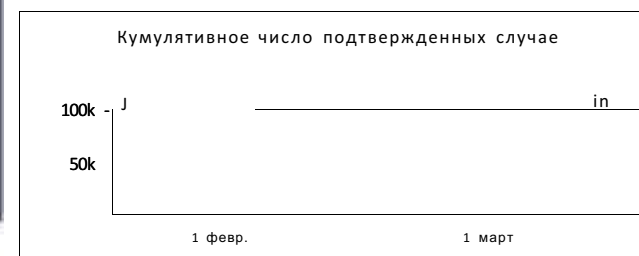 Кумулятивное число подтвержденных случае
100k - J in
50k
1 февр. 1 март